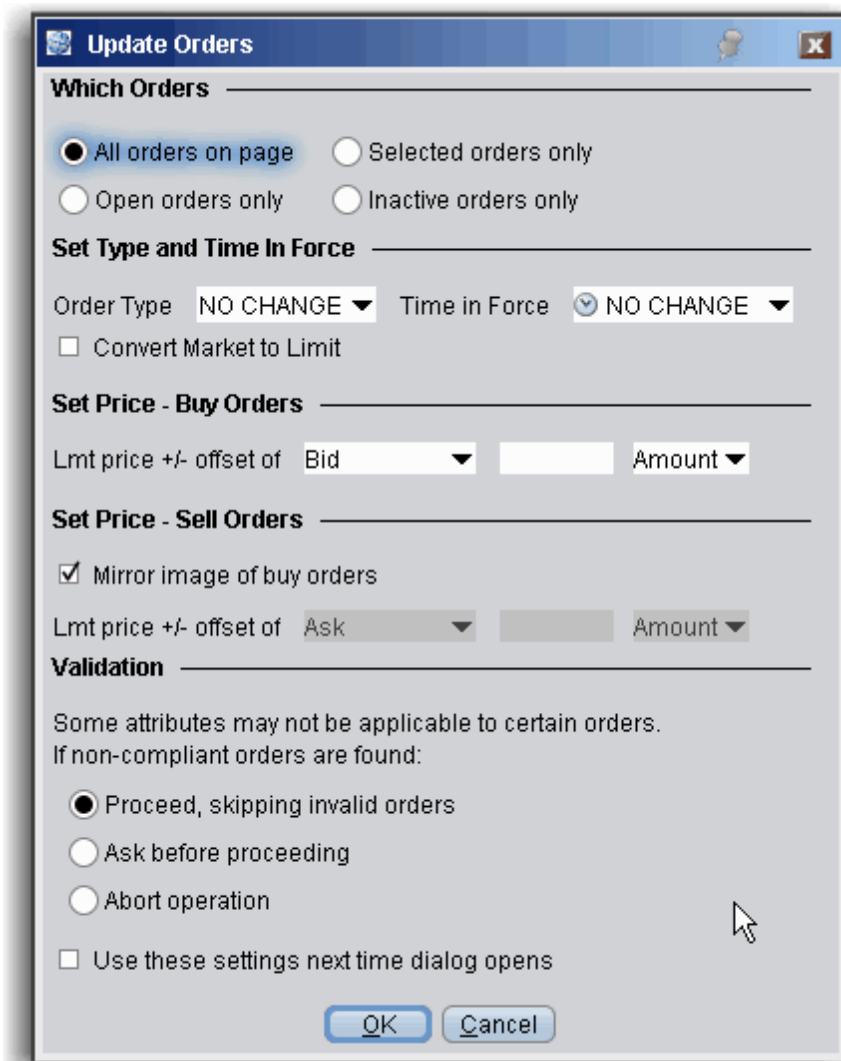 Update Orders
Which Orders
All orders on page Selected orders only
Open orders only Inactive orders only
Set Type and Time In Force
Order Type NO CHANGE Time in Force NO CHANGE
Convert Market to Limit
Set Price - Buy Orders
Lmt price +/- offset of Bid Amount
Set Price - Sell Orders
Mirror image of buy orders
Lmt price +/- offset of Ask Amount
Validation
Some attributes may not be applicable to certain orders.
If non-compliant orders are found:
Proceed, skipping invalid orders
Ask before proceeding
Abort operation
Use these settings next time dialog opens
OK Cancel